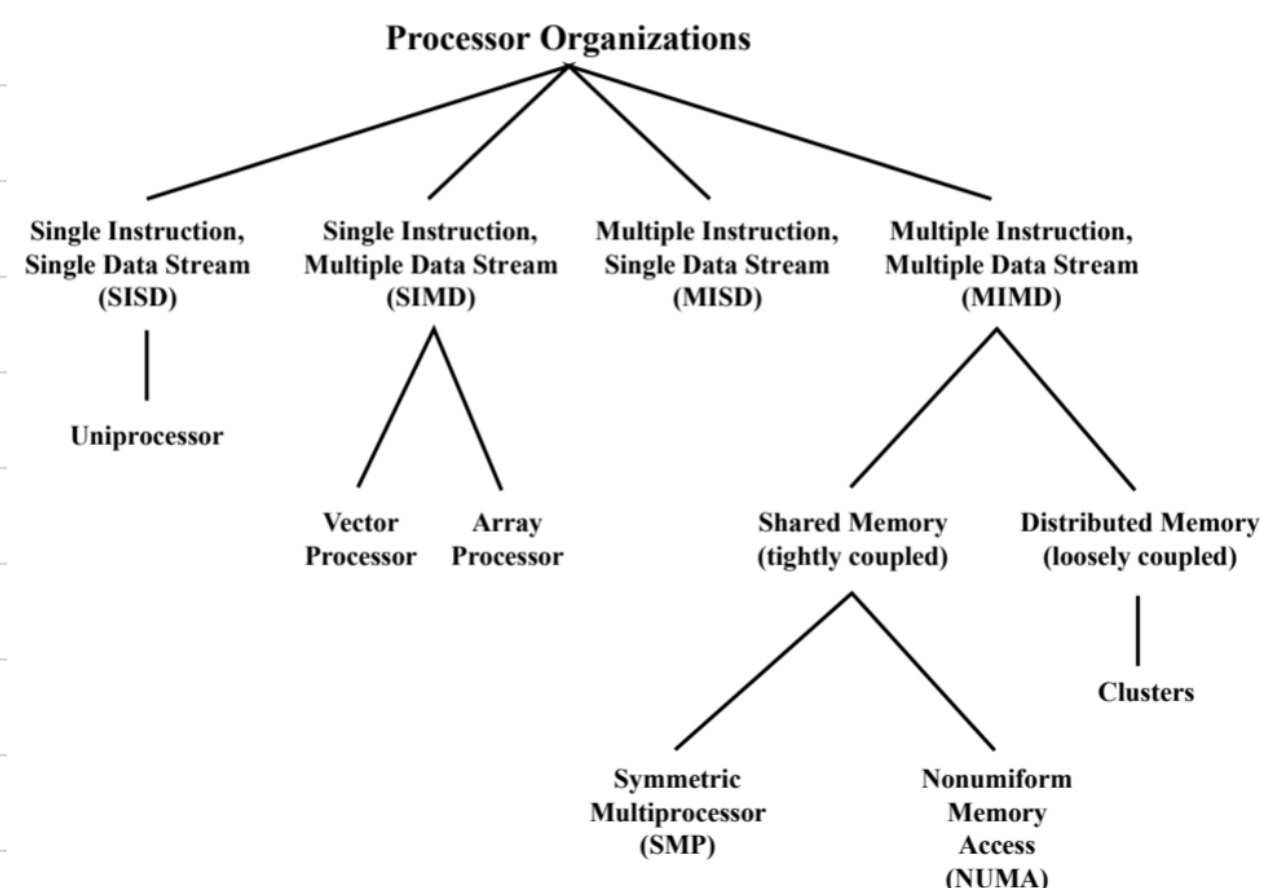 Processor Organizations
Single Instruction,
Single Data Stream
(SISD)
Single Instruction,
Multiple Data Stream
(SIMD)
Multiple Instruction,
Single Data Stream
(MISD)
Multiple Instruction,
Multiple Data Stream
(MIMD)
Uniprocessor
Vector
Processor
Array
Processor
Shared Memory
(tightly coupled)
Distributed Memory
(loosely coupled)
Clusters
Symmetric
Multiprocessor
(SMP)
Nonumiform
Memory
Access
(NUMA)